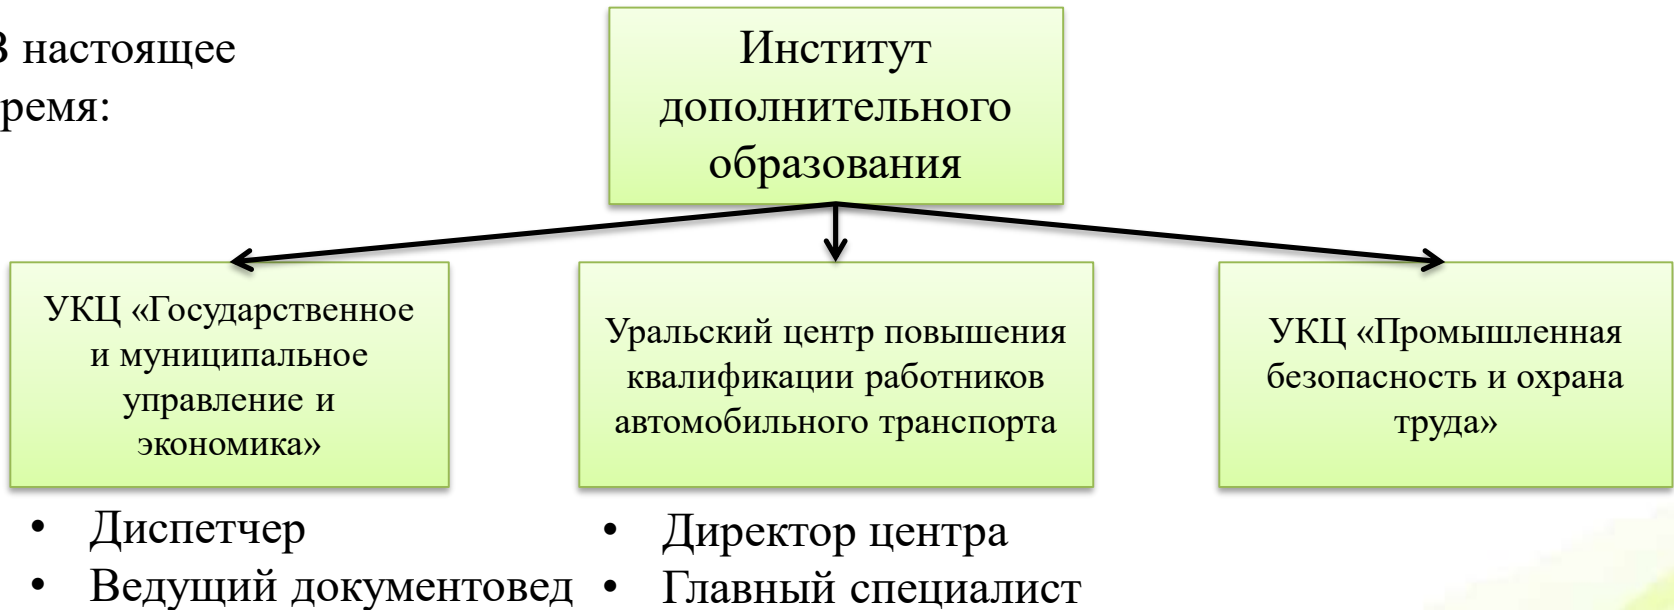 В настоящее
ремя:
Институт
дополнительного
образования
УКЦ «Государственное
и муниципальное
управление и
экономика»
Уральский центр повышения
квалификации работников
автомобильного транспорта
УКЦ «Промышленная
безопасность и охрана
труда»
• Диспетчер
• Ведущий документовед
• Директор центра
• Главный специалист